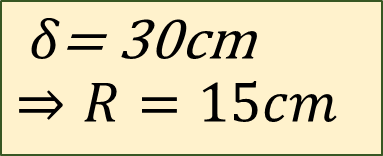 δ = 30cm
⇒ R = 15cm